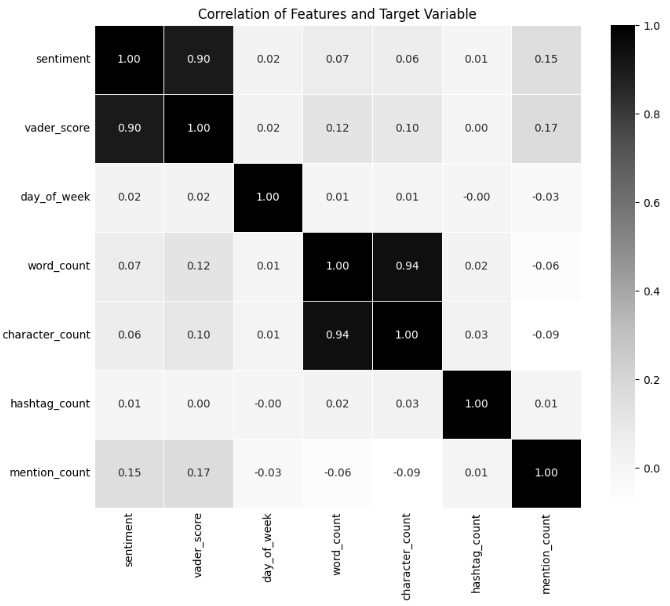 Correlation of Features and Target Variable
sentiment 1.00 0.90 0.02 0.07 0.06 0.01 0.15
vader_score 0.90 1.00 0.02 0.12 0.10 0.00 0.17
day_of_week 0.02 0.02 1.00 0.01 0.01 -0.00 -0.03
word_count 0.07 0.12 0.01 1.00 0.94 0.02 -0.06
character_count 0.06 0.10 0.01 0.94 1.00 0.03 -0.09
hashtag_count 0.01 0.00 -0.00 0.02 0.03 1.00 0.01
mention_count 0.15 0.17 -0.03 -0.06 -0.09 0.01 1.00
sentiment
vader_score
day_of_week
word_count
character_count
hashtag_count
mention_count
1.0
0.8
0.6
0.4
0.2
0.0